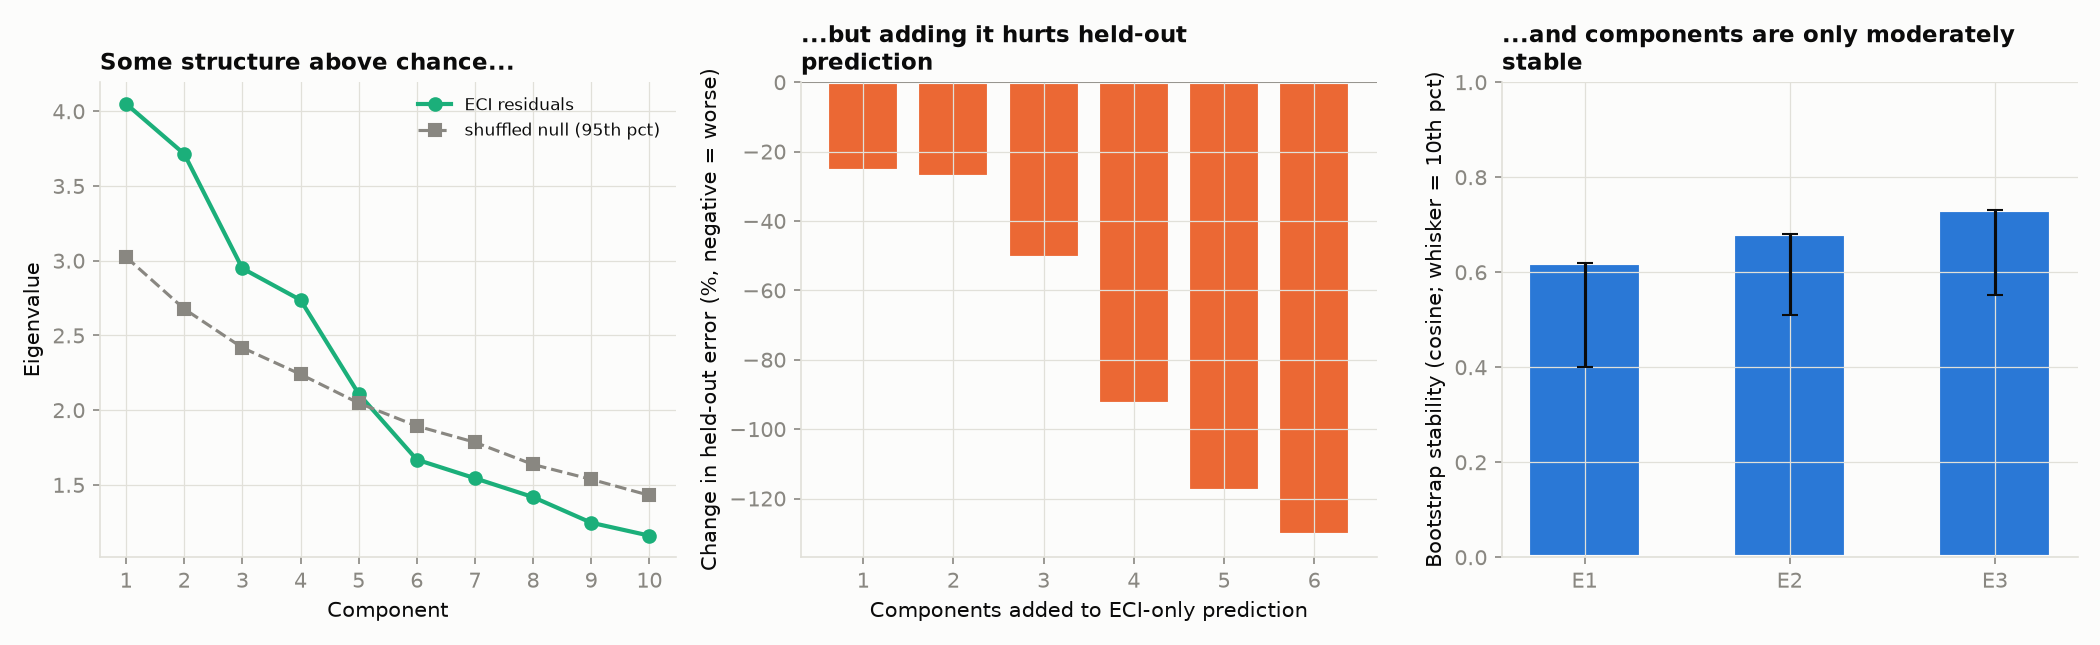 Some structure above chance...
ECI residuals
shuffled null (95th pct)
Eigenvalue
4.0
3.5
3.0
2.5
2.0
1.5
1
2
3
4
5
6
7
8
9
10
Component
...but adding it hurts held-out
prediction
Change in held-out error (%, negative = worse)
0
−20
−40
−60
−80
−100
−120
1
2
3
4
5
6
Components added to ECI-only prediction
...and components are only moderately
stable
Bootstrap stability (cosine; whisker = 10th pct)
1.0
0.8
0.6
0.4
0.2
0.0
E1
E2
E3